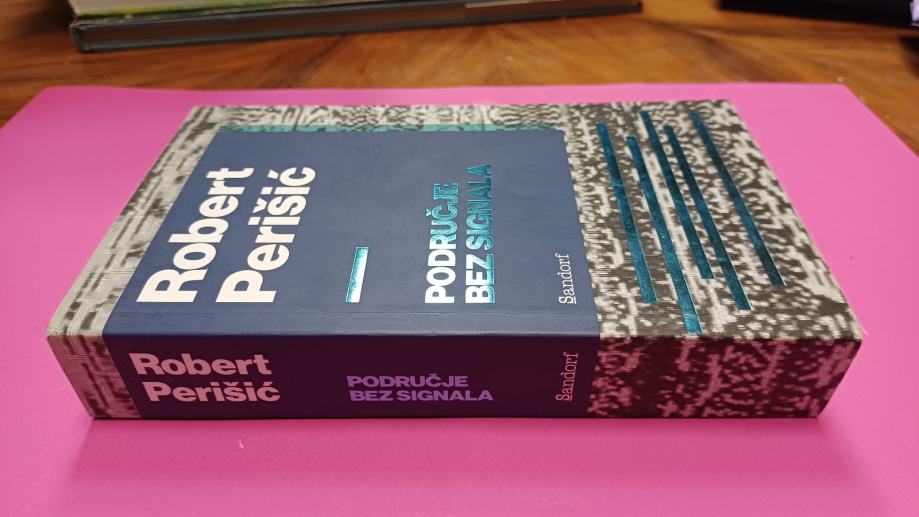 Robert
Perišić
PODRUČJE
BEZ SIGNALA
Sandorf
Robert
Perišić
PODRUČJE
BEZ SIGNALA
Sandorf